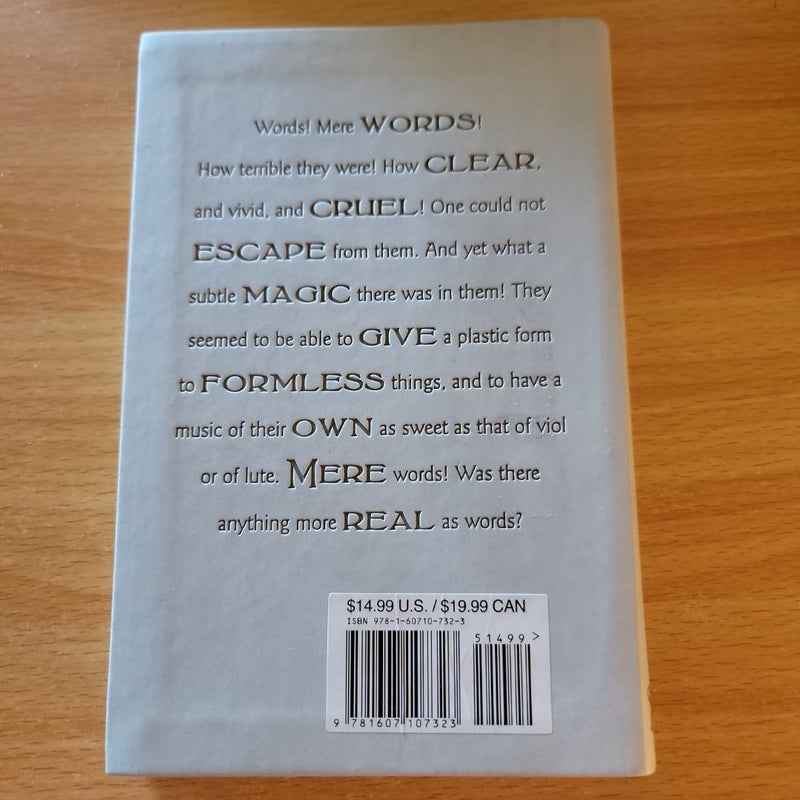 Words! Mere WORDS!
How terrible they were! How CLEAR,
and vivid, and CRUEL! One could not
ESCAPE from them. And yet what a
subtle MAGIC there was in them! They
seemed to be able to GIVE a plastic form
to FORMLESS things, and to have a
music of their OWN as sweet as that of viol
or of lute. MERE words! Was there
anything more REAL as words?
$14.99 U.S. / $19.99 CAN
ISBN 978-1-60710-732-3
51499>
9 781607 107323